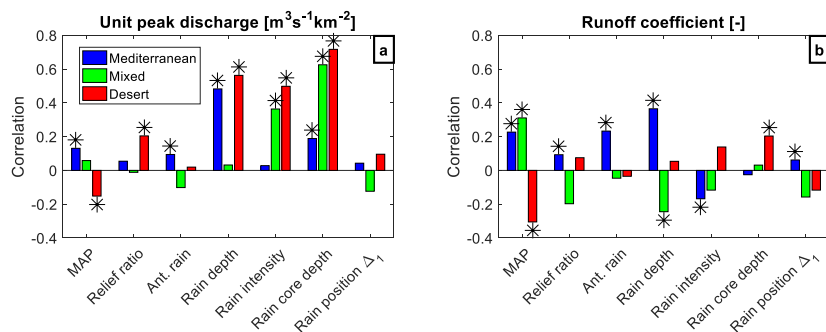 Unit peak discharge [m³s⁻¹km⁻²]
a
Mediterranean
Mixed
Desert
Correlation
0.8
0.6
0.4
0.2
0
-0.2
-0.4
MAP
Relief ratio
Ant. rain
Rain depth
Rain intensity
Rain core depth
Rain position Δ₁
Runoff coefficient [-]
b
Correlation
0.8
0.6
0.4
0.2
0
-0.2
-0.4
MAP
Relief ratio
Ant. rain
Rain depth
Rain intensity
Rain core depth
Rain position Δ₁